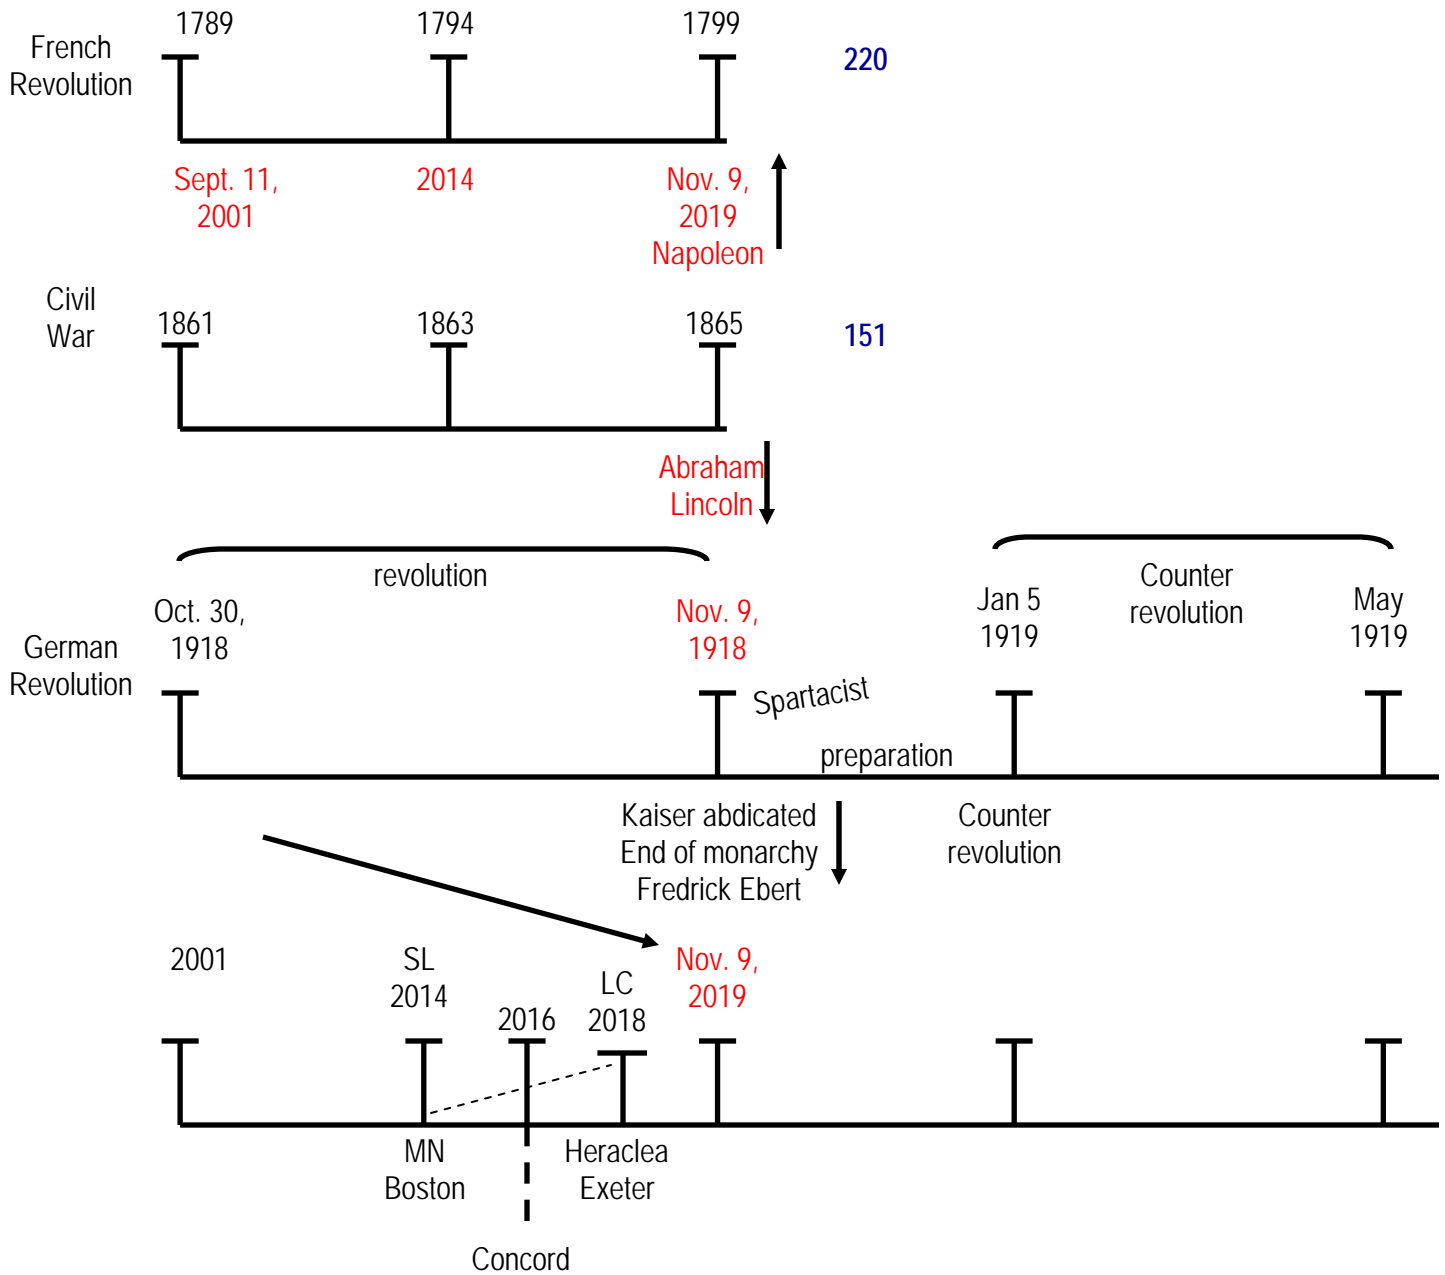 1789
1794
1799
French
Revolution
220
Sept. 11,
2001
2014
Nov. 9,
2019
Napoleon
Civil
War
1861
1863
1865
151
Abraham
Lincoln
revolution
Counter
revolution
Oct. 30,
1918
Nov. 9,
1918
Jan 5
1919
May
1919
German
Revolution
Spartacist
preparation
Kaiser abdicated
End of monarchy
Fredrick Ebert
Counter
revolution
2001
SL
2014
2016
LC
2018
Nov. 9,
2019
MN
Boston
Heraclea
Exeter
Concord